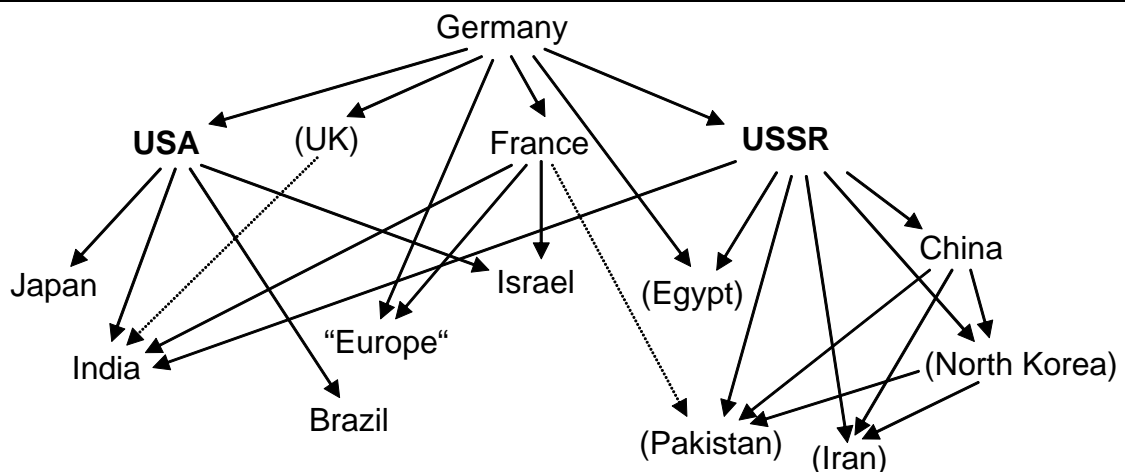 Germany
USA
(UK)
France
USSR
China
Japan
Israel
(Egypt)
“Europe“
India
(North Korea)
Brazil
(Pakistan)
(Iran)